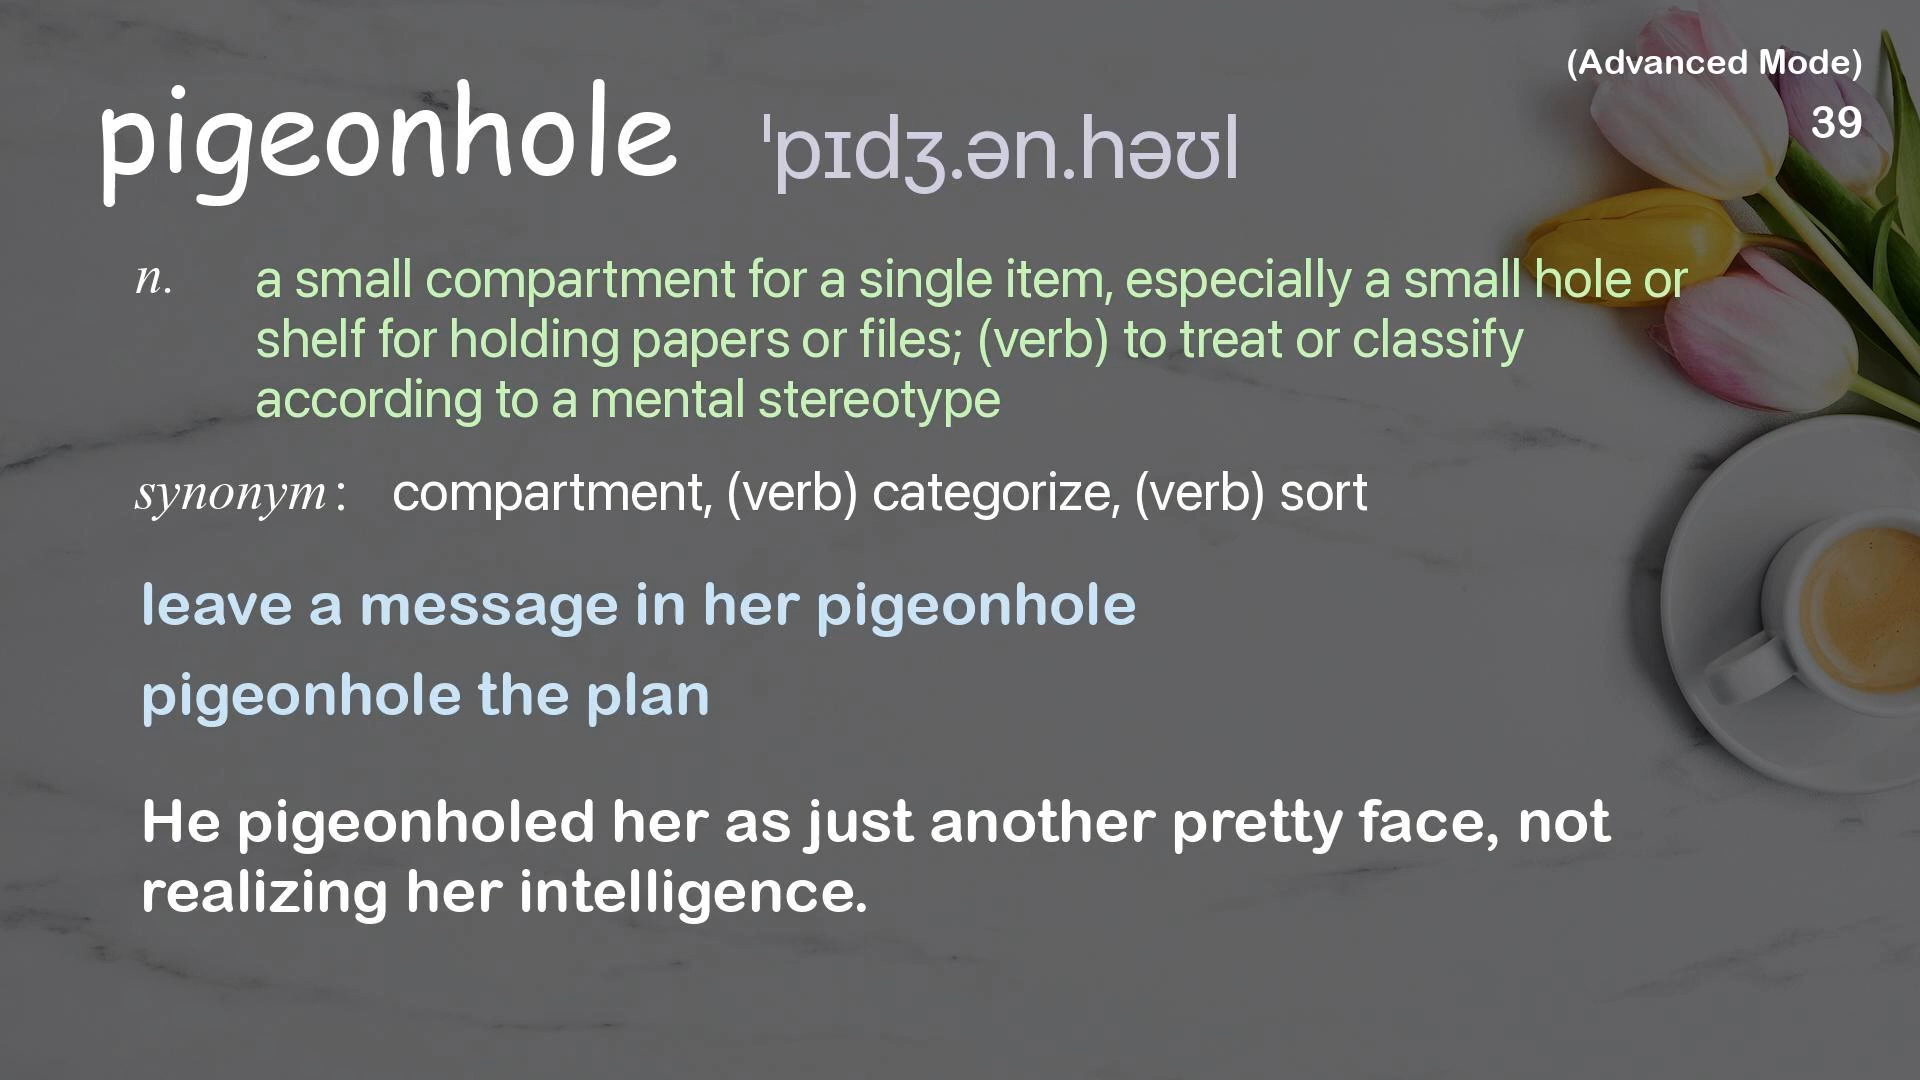 (Advanced Mode)
39
pigeonhole ˈpɪdʒ.ən.həʊl
n. a small compartment for a single item, especially a small hole or
shelf for holding papers or files; (verb) to treat or classify
according to a mental stereotype
synonym: compartment, (verb) categorize, (verb) sort
leave a message in her pigeonhole
pigeonhole the plan
He pigeonholed her as just another pretty face, not
realizing her intelligence.